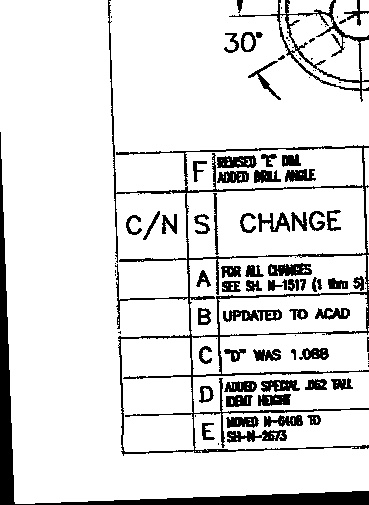 30°
F REVISED "E" DIM.
ADDED DRILL ANGLE
C/N S CHANGE
A FOR ALL CHANGES
SEE SH. N-1517 (1 thru S)
B UPDATED TO ACAD
C "D" WAS 1.088
D ADDED SPECIAL .062 TALL
IDENT HEIGHT
E MOVED N-6408 TO
SH-N-2673